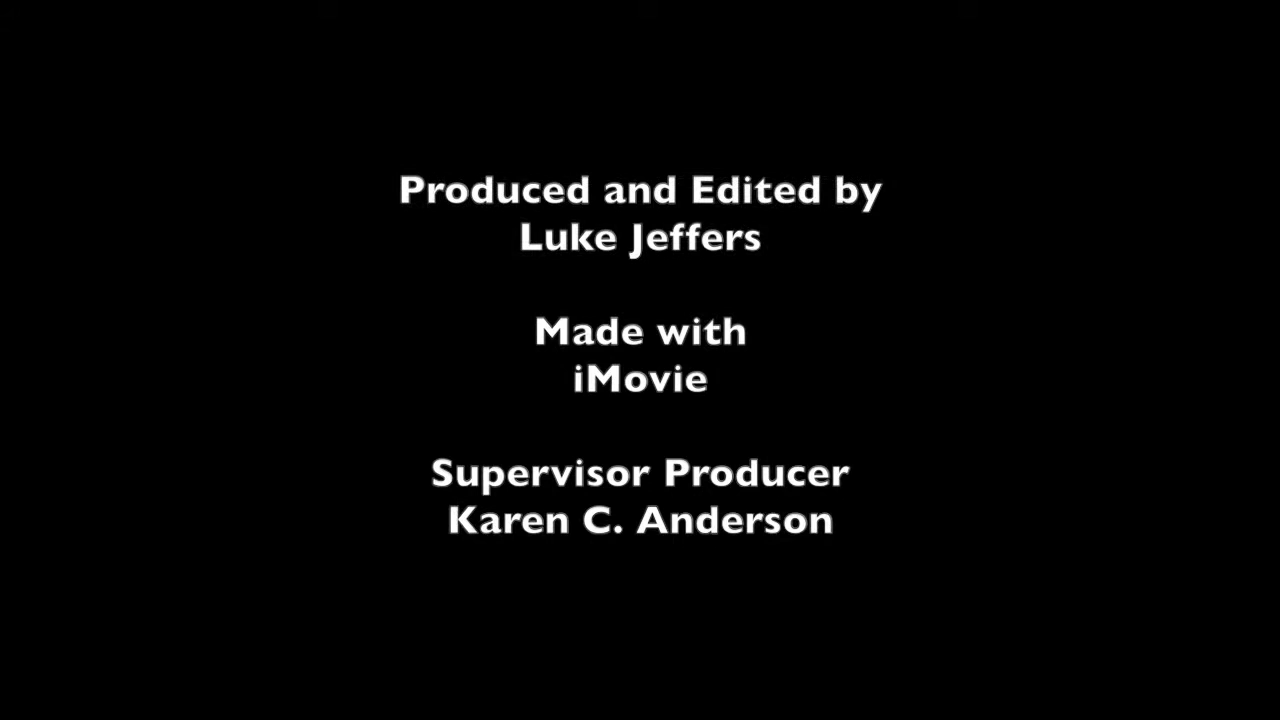 Produced and Edited by
Luke Jeffers
Made with
iMovie
Supervisor Producer
Karen C. Anderson